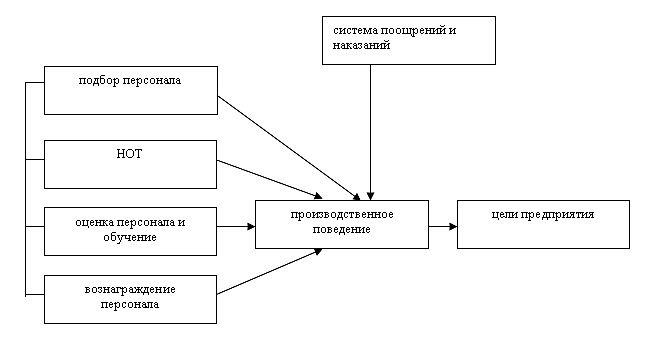 система поощрений и
наказаний
подбор персонала
НОТ
оценка персонала и
обучение
производственное
поведение
цели предприятия
вознаграждение
персонала